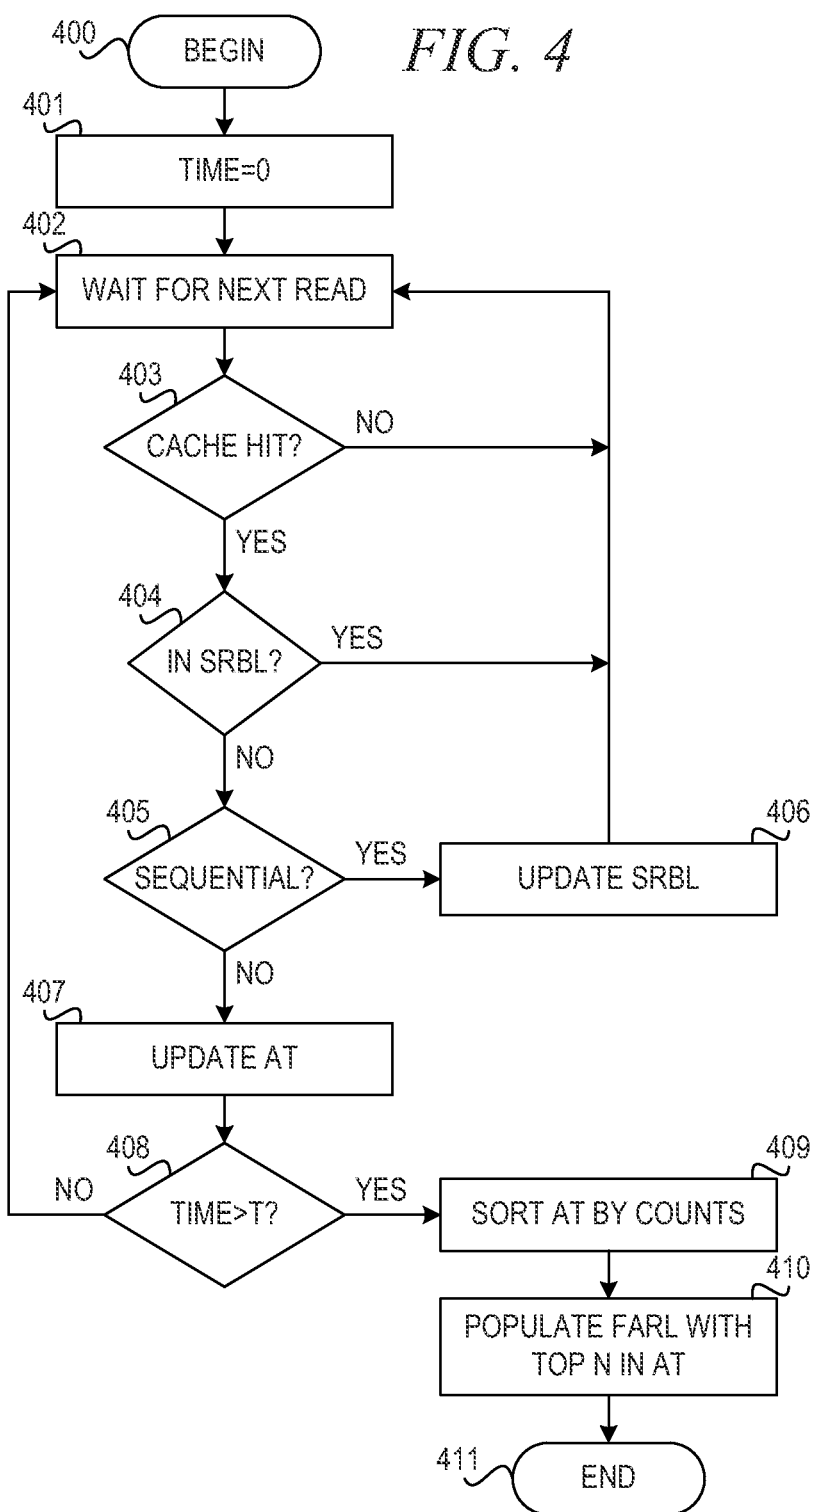 400
BEGIN
FIG. 4
401
TIME=0
402
WAIT FOR NEXT READ
403
CACHE HIT?
NO
YES
404
IN SRBL?
YES
NO
405
SEQUENTIAL?
YES
406
UPDATE SRBL
NO
407
UPDATE AT
408
NO
TIME>T?
YES
409
SORT AT BY COUNTS
410
POPULATE FARL WITH
TOP N IN AT
411
END